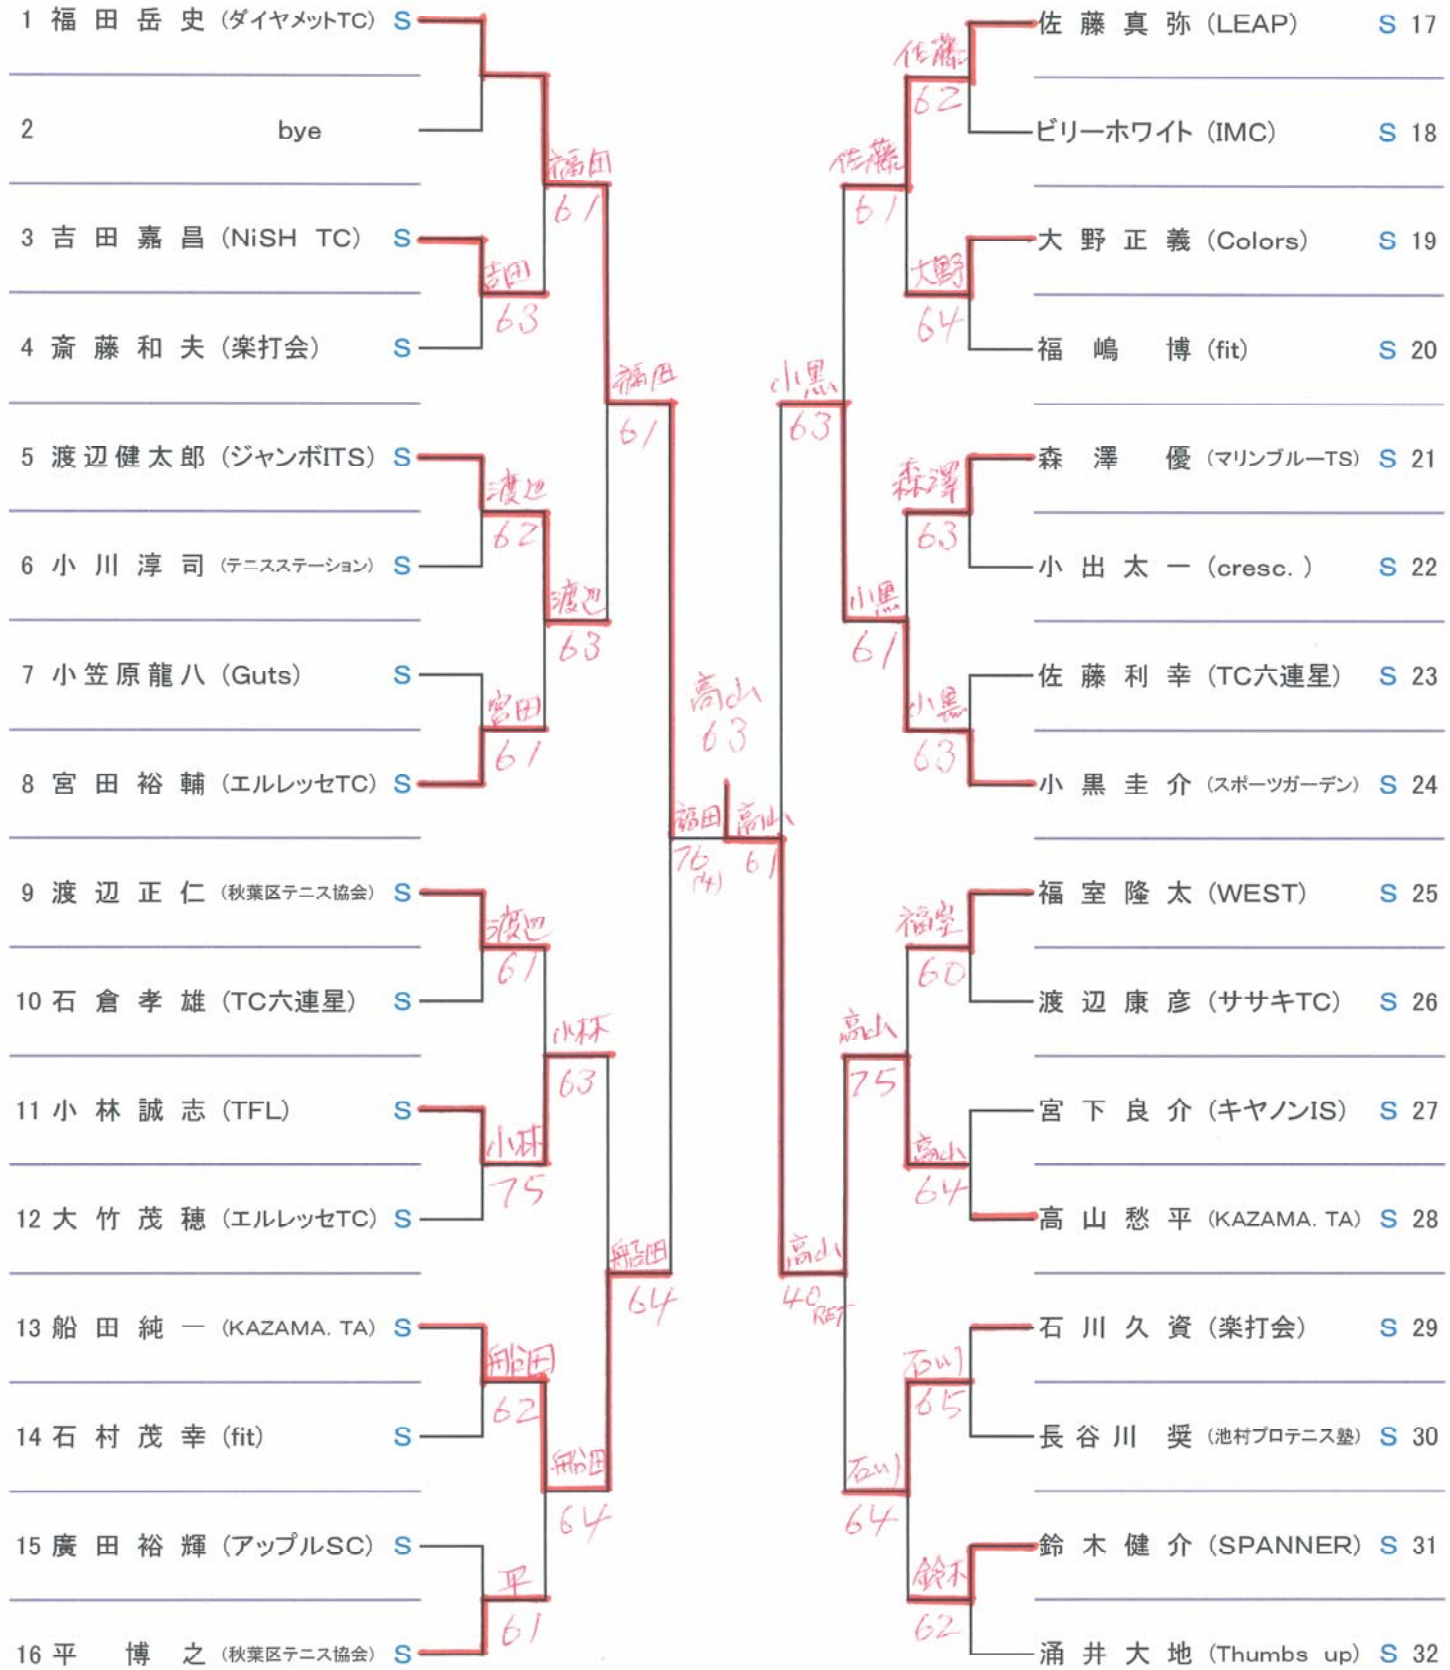 1 福田岳史 (ダイヤメットTC) S
2 bye
3 吉田嘉昌 (NiSH TC) S
4 斎藤和夫 (楽打会) S
5 渡辺健太郎 (ジャンボITS) S
6 小川淳司 (テニスステーション) S
7 小笠原龍八 (Guts) S
8 宮田裕輔 (エルレッセTC) S
9 渡辺正仁 (秋葉区テニス協会) S
10 石倉孝雄 (TC六連星) S
11 小林誠志 (TFL) S
12 大竹茂穂 (エルレッセTC) S
13 船田純一 (KAZAMA. TA) S
14 石村茂幸 (fit) S
15 廣田裕輝 (アップルSC) S
16 平 博之 (秋葉区テニス協会) S
吉田
63
渡辺
62
宮田
61
渡辺
61
小林
75
船田
62
平
61
福田
61
渡辺
63
小林
63
船田
64
福田
61
船田
64
福田
76
(4)
高山
63
高山
61
小黒
63
高山
40
RET
佐藤
61
小黒
61
高山
75
石川
64
佐藤
62
大野
64
森澤
63
小黒
63
福室
60
高山
64
石川
65
鈴木
62
佐藤真弥 (LEAP) S 17
ビリーホワイト (IMC) S 18
大野正義 (Colors) S 19
福嶋 博 (fit) S 20
森澤 優 (マリンブルーTS) S 21
小出太一 (cresc. ) S 22
佐藤利幸 (TC六連星) S 23
小黒圭介 (スポーツガーデン) S 24
福室隆太 (WEST) S 25
渡辺康彦 (ササキTC) S 26
宮下良介 (キヤノンIS) S 27
高山愁平 (KAZAMA. TA) S 28
石川久資 (楽打会) S 29
長谷川 奨 (池村プロテニス塾) S 30
鈴木健介 (SPANNER) S 31
涌井大地 (Thumbs up) S 32